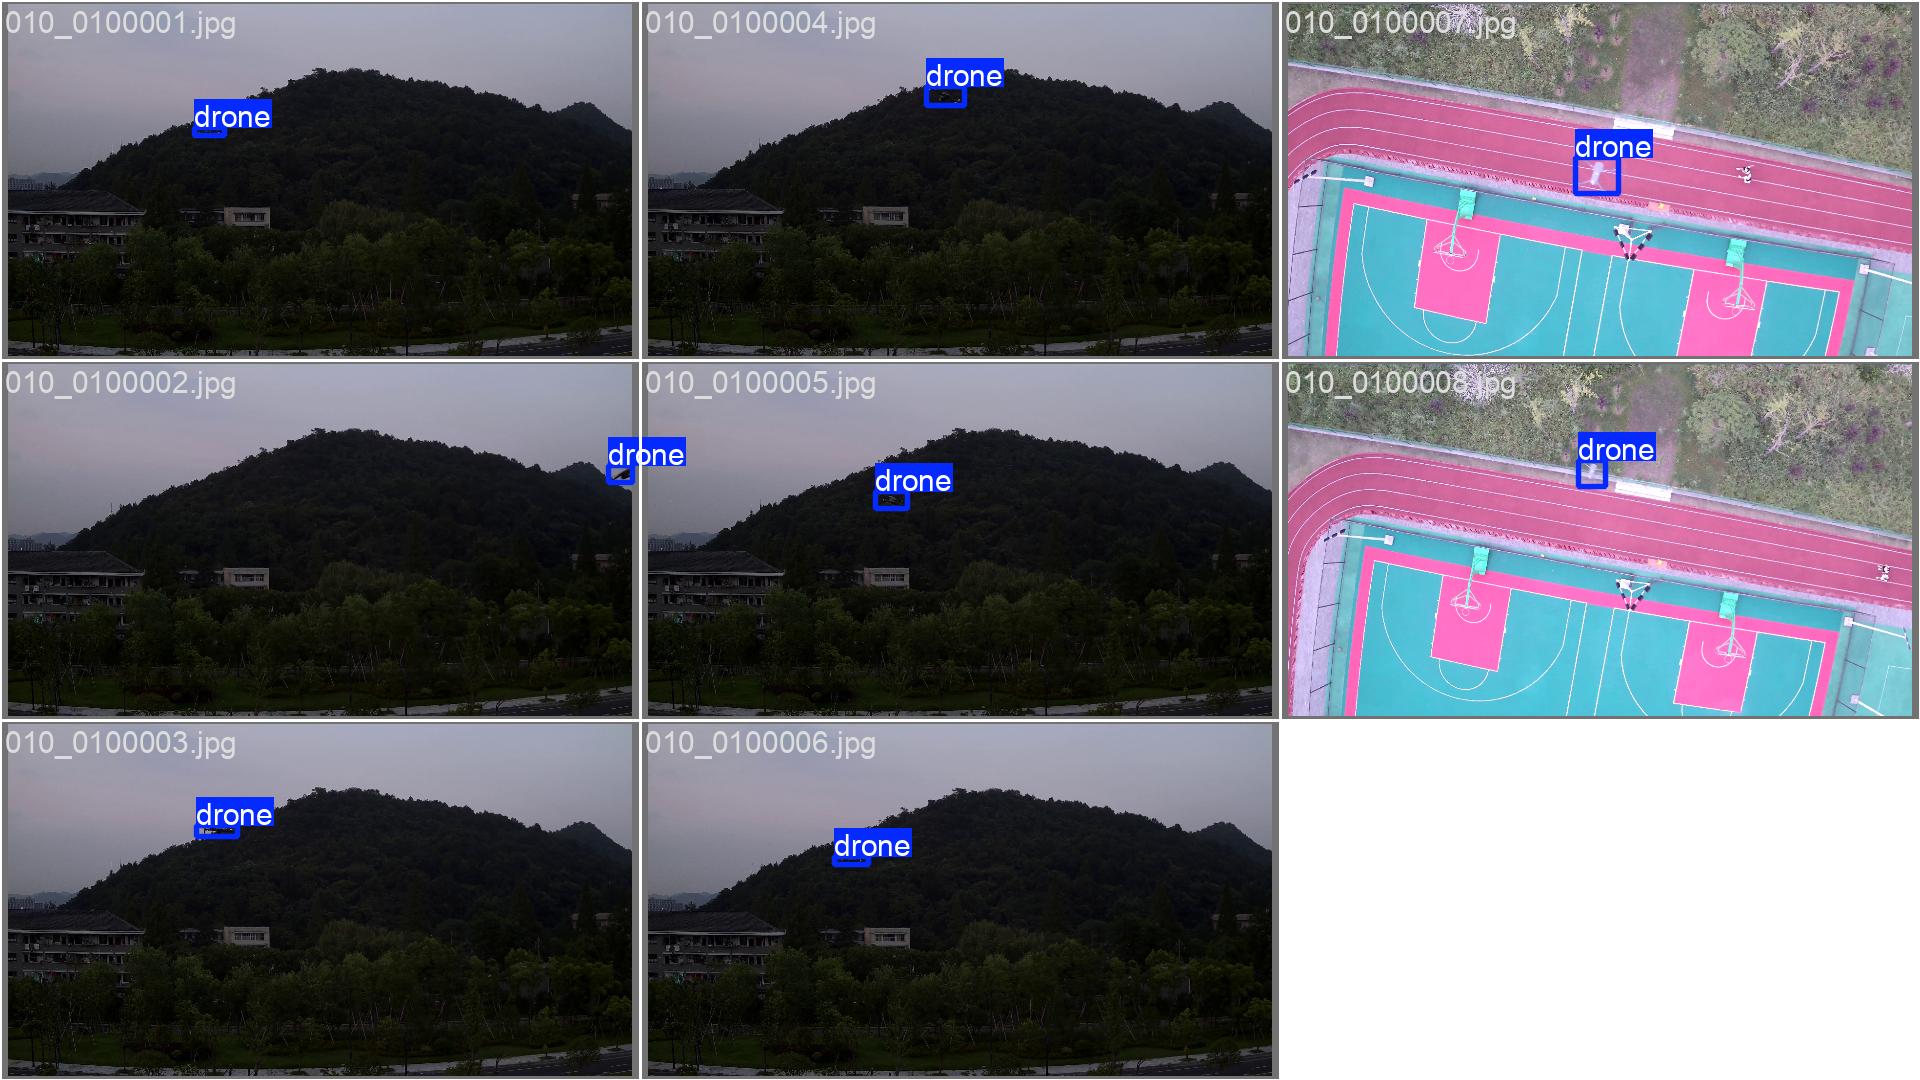 010_0100001.jpg
drone
010_0100004.jpg
drone
010_0100007.jpg
drone
010_0100002.jpg
drone
010_0100005.jpg
drone
010_0100008.jpg
drone
010_0100003.jpg
drone
010_0100006.jpg
drone